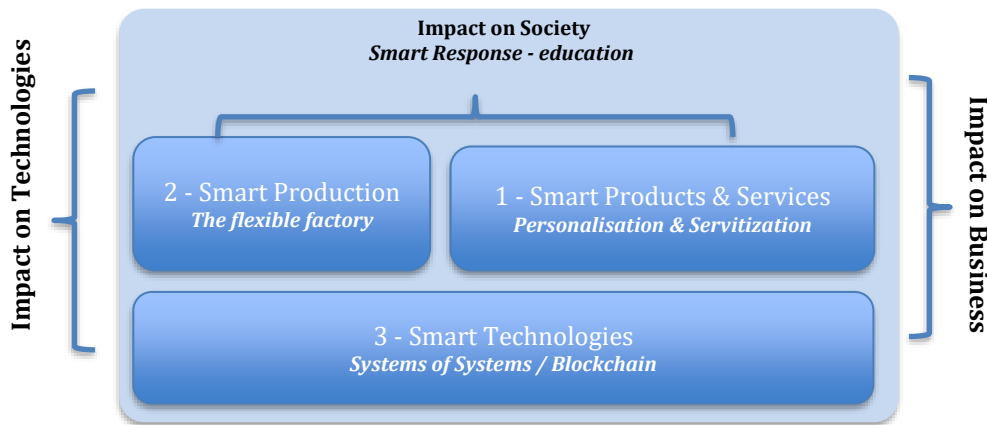 Impact on Society
Smart Response - education
Impact on Technologies
2 - Smart Production
The flexible factory
1 - Smart Products & Services
Personalisation & Servitization
Impact on Business
3 - Smart Technologies
Systems of Systems / Blockchain